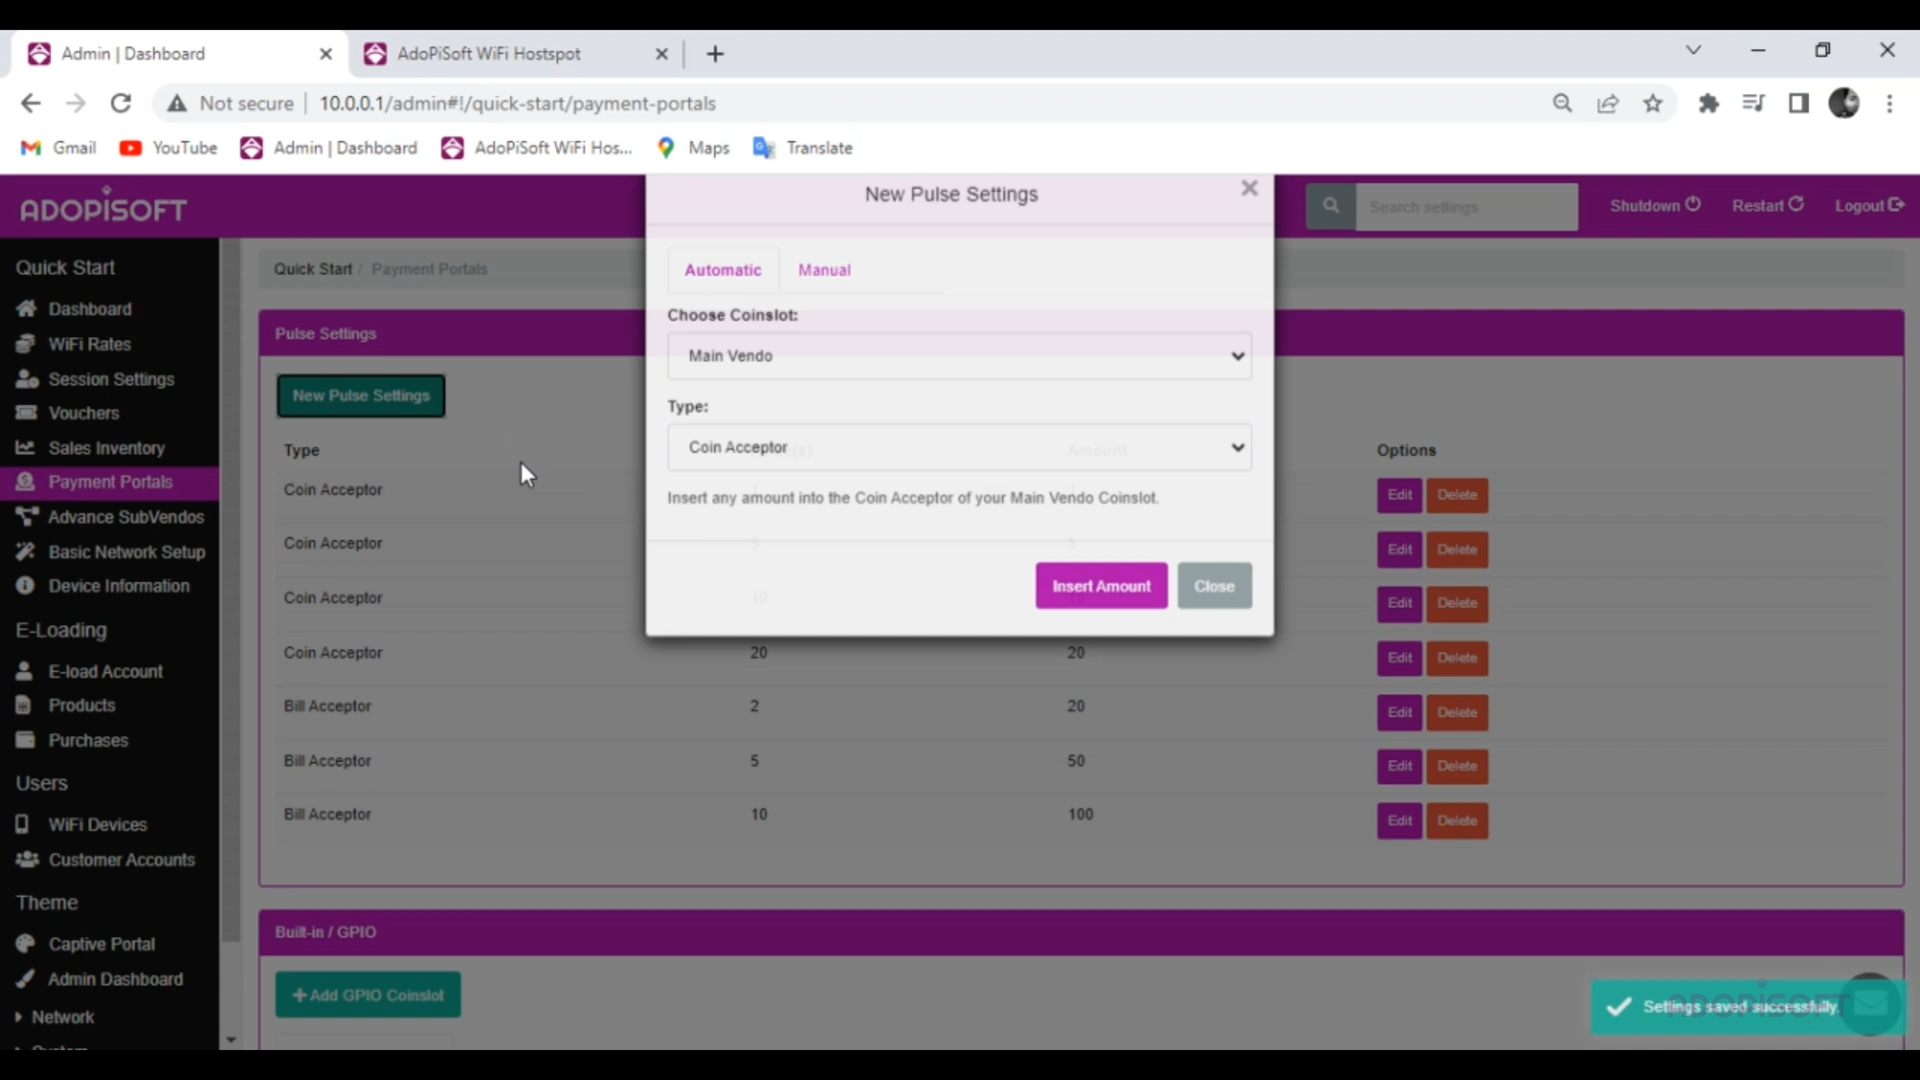 Admin | Dashboard
AdoPiSoft WiFi Hostspot
Not secure
10.0.0.1/admin#!/quick-start/payment-portals
Gmail
YouTube
Admin | Dashboard
AdoPiSoft WiFi Hos...
Maps
Translate
ADOPISOFT
New Pulse Settings
Search settings
Shutdown
Restart
Logout
Quick Start
Dashboard
WiFi Rates
Session Settings
Vouchers
Sales Inventory
Payment Portals
Advance SubVendos
Basic Network Setup
Device Information
E-Loading
E-load Account
Products
Purchases
Users
WiFi Devices
Customer Accounts
Theme
Captive Portal
Admin Dashboard
Network
Quick Start / Payment Portals
Pulse Settings
New Pulse Settings
Automatic
Manual
Choose Coinslot:
Main Vendo
Type:
Coin Acceptor
Insert any amount into the Coin Acceptor of your Main Vendo Coinslot.
Insert Amount
Close
Type
Amount
Options
Coin Acceptor
Edit
Delete
Coin Acceptor
5
5
Edit
Delete
Coin Acceptor
10
Edit
Delete
Coin Acceptor
20
20
Edit
Delete
Bill Acceptor
2
20
Edit
Delete
Bill Acceptor
5
50
Edit
Delete
Bill Acceptor
10
100
Edit
Delete
Built-in / GPIO
+ Add GPIO Coinslot
Settings saved successfully.
ADOPISOFT